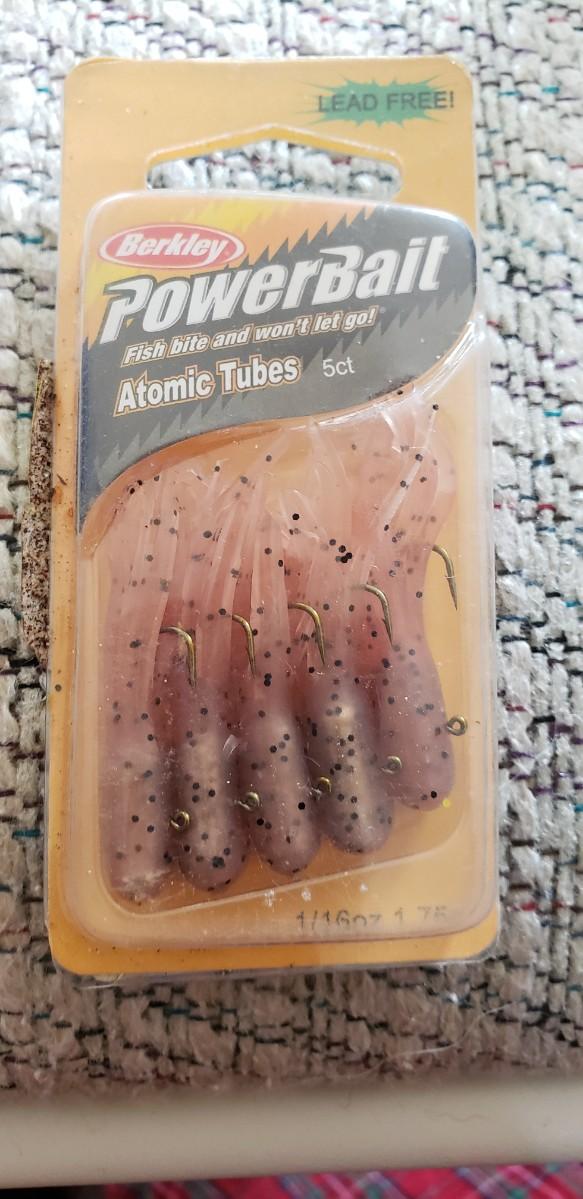 LEAD FREE!
Berkley
PowerBait
Fish bite and won't let go!
Atomic Tubes 5ct
1/16oz 1.75